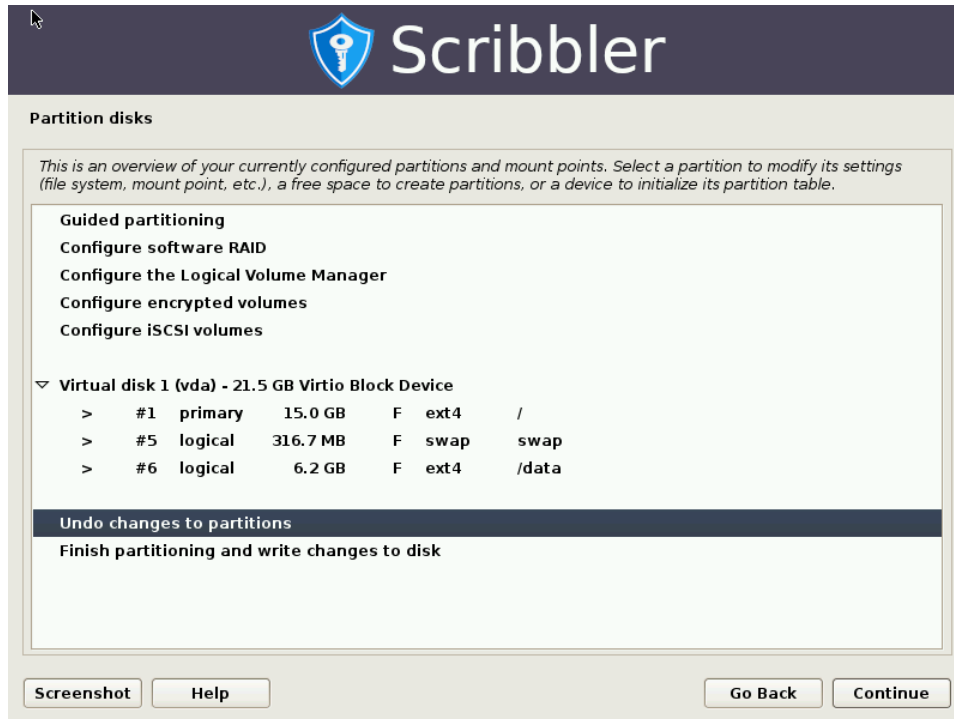 Scribbler
Partition disks
This is an overview of your currently configured partitions and mount points. Select a partition to modify its settings
(file system, mount point, etc.), a free space to create partitions, or a device to initialize its partition table.
Guided partitioning
Configure software RAID
Configure the Logical Volume Manager
Configure encrypted volumes
Configure iSCSI volumes
Virtual disk 1 (vda) - 21.5 GB Virtio Block Device
> #1 primary 15.0 GB F ext4 /
> #5 logical 316.7 MB F swap swap
> #6 logical 6.2 GB F ext4 /data
Undo changes to partitions
Finish partitioning and write changes to disk
Screenshot Help Go Back Continue